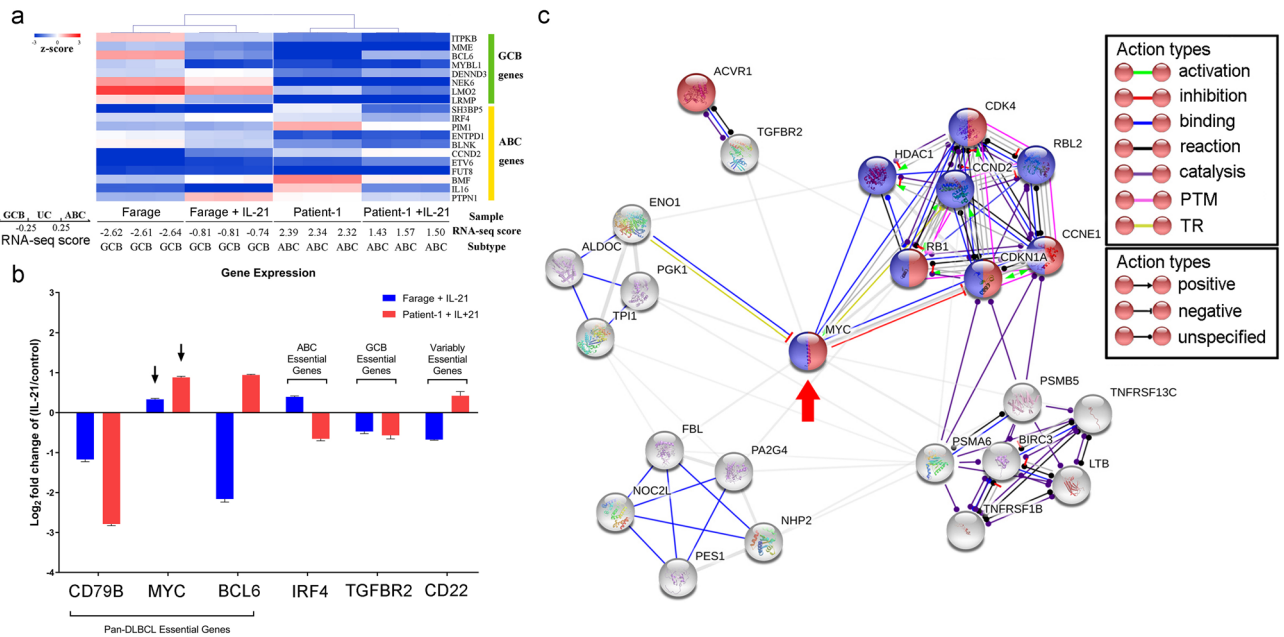 a
-3 0 3
z-score
ITPKB
MME
BCL6
MYBL1
DENND3
NEK6
LMO2
LRMP
SH3BP5
IRF4
PIM1
ENTPD1
BLNK
CCND2
ETV6
FUT8
BMF
IL16
PTPN1
GCB
genes
ABC
genes
GCB UC ABC
-0.25 0.25
RNA-seq score
Farage Farage + IL-21 Patient-1 Patient-1 +IL-21 Sample
-2.62 -2.61 -2.64 -0.81 -0.81 -0.74 2.39 2.34 2.32 1.43 1.57 1.50 RNA-seq score
GCB GCB GCB GCB GCB GCB ABC ABC ABC ABC ABC ABC Subtype
b
Gene Expression
Log2 fold change of (IL-21/control)
3
2
1
0
-1
-2
-3
-4
Farage + IL-21
Patient-1 + IL+21
ABC
Essential
Genes
GCB
Essential
Genes
Variably
Essential
Genes
CD79B MYC BCL6 IRF4 TGFBR2 CD22
Pan-DLBCL Essential Genes
c
ACVR1
TGFBR2
CDK4
HDAC1
CCND2
RBL2
ENO1
CCNE1
RB1
CDKN1A
ALDOC
PGK1
TPI1
MYC
PSMB5
TNFRSF13C
FBL
PA2G4
PSMA6
BIRC3
LTB
NOC2L
NHP2
TNFRSF1B
PES1
Action types
activation
inhibition
binding
reaction
catalysis
PTM
TR
Action types
positive
negative
unspecified